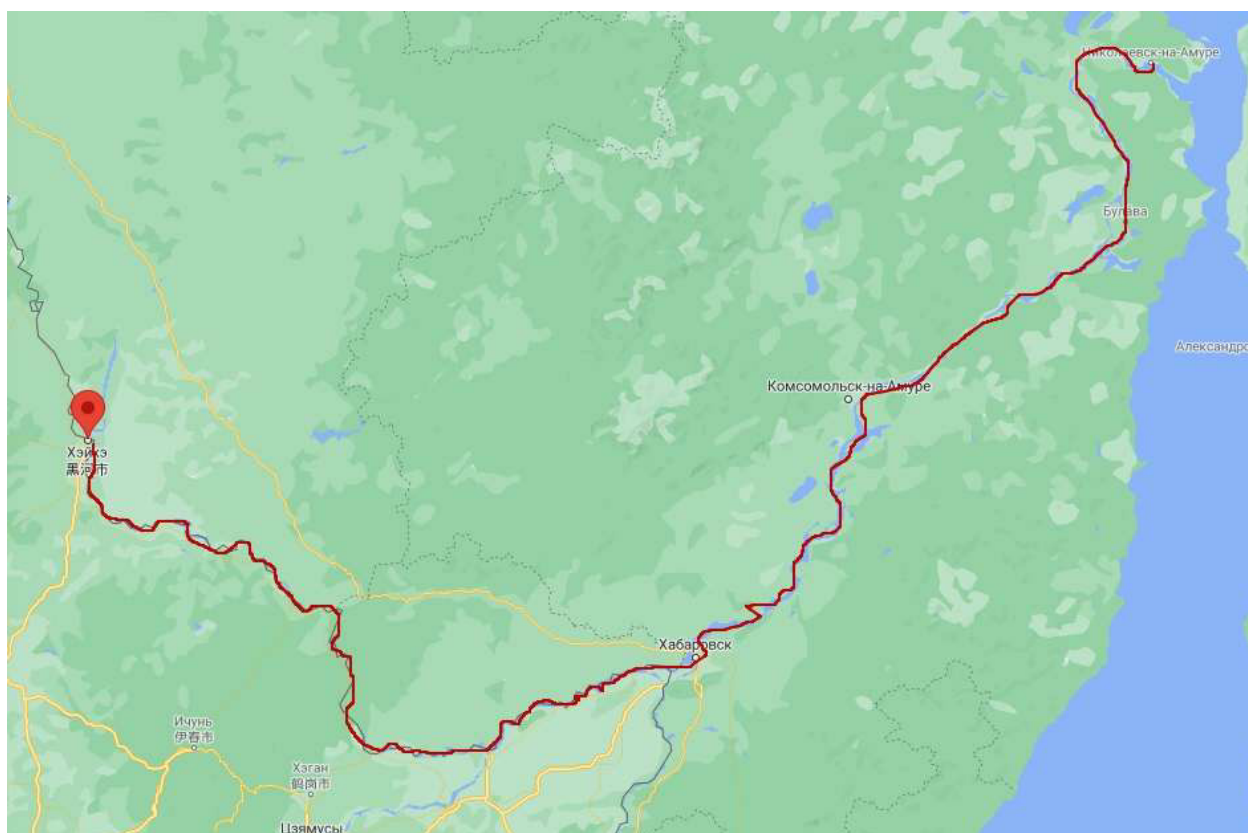 Николаевск-на-Амуре
Булава
Александро
Комсомольск-на-Амуре
Хэйхэ
黑河市
Хабаровск
Ичунь
伊春市
Хэган
鹤岗市
Цзямусы